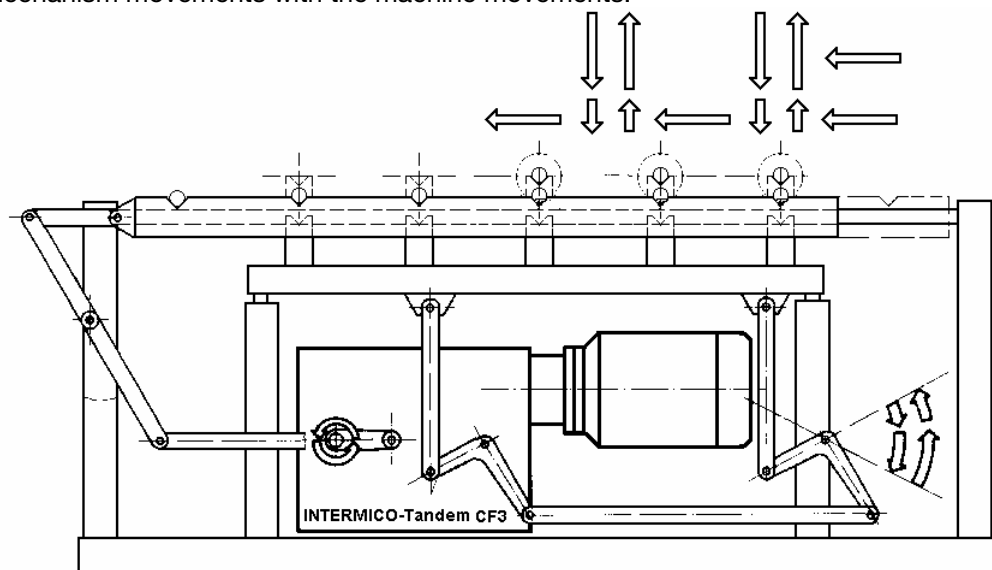 mechanism movements with the machine movements.
INTERMICO-Tandem CF3